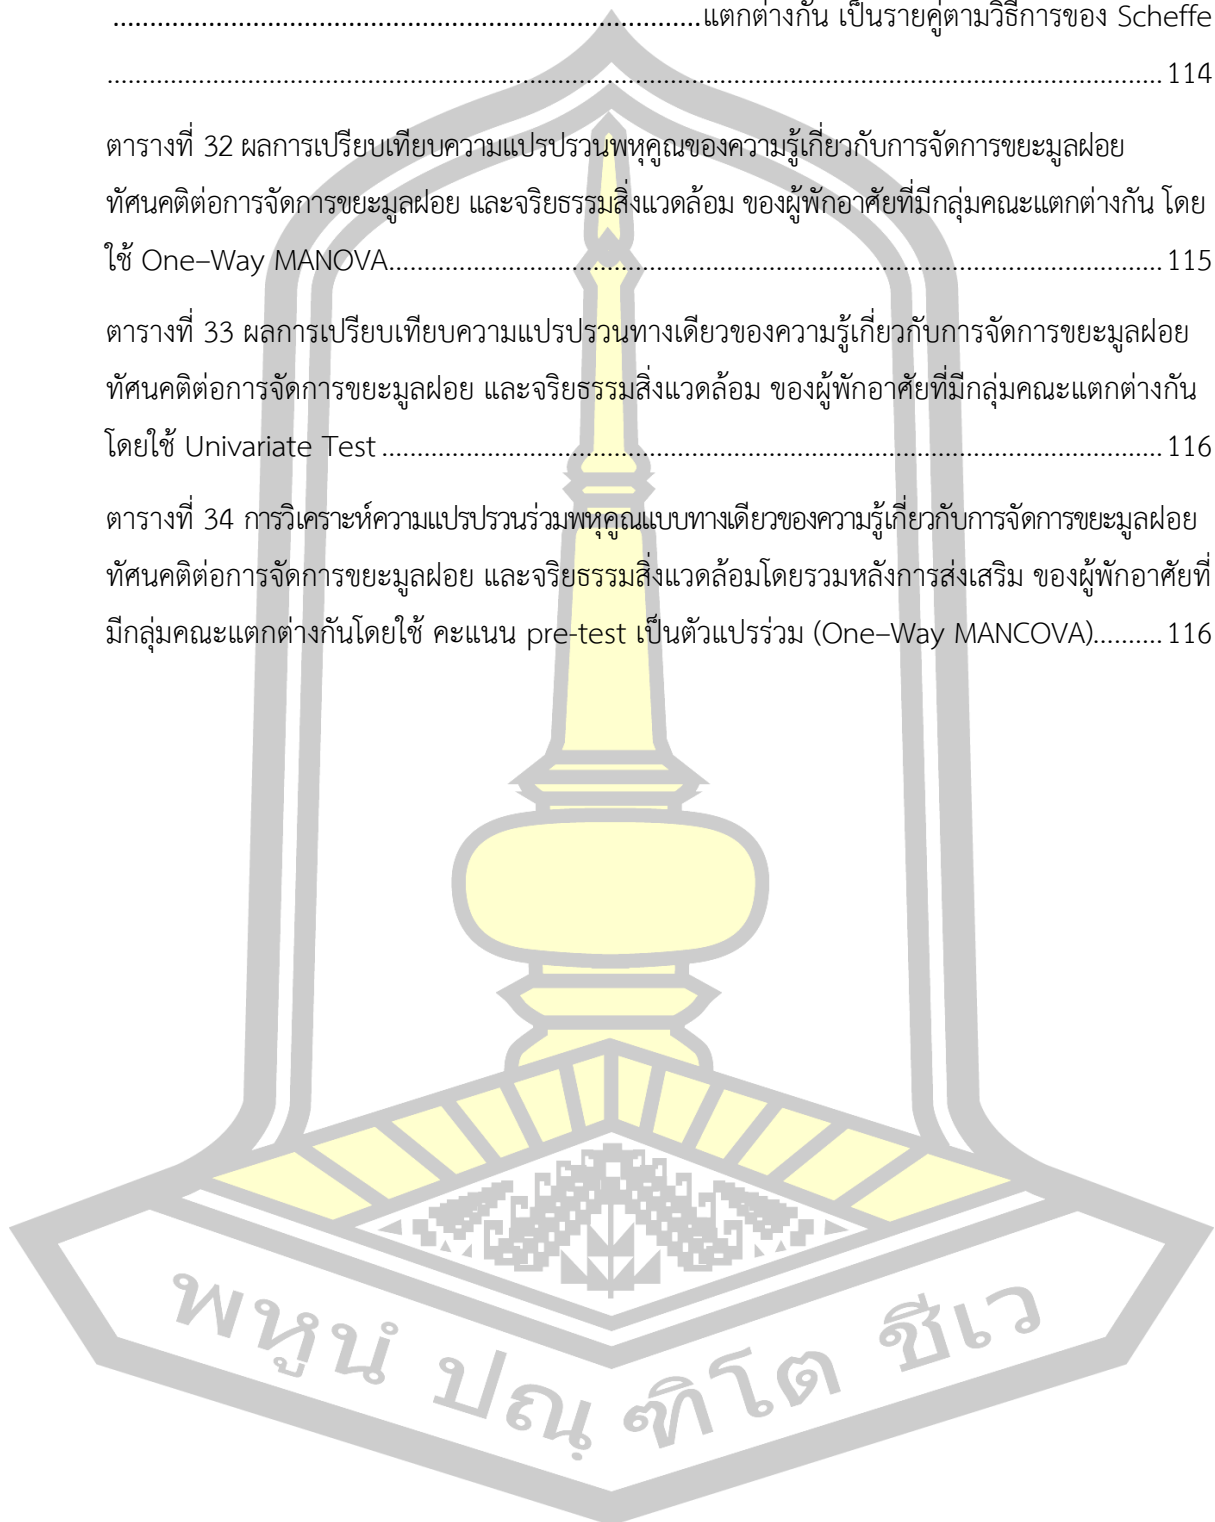 ....................................................................................แตกต่างกัน เป็นรายคู่ตามวิธีการของ Scheffe
...................................................................................................................................................... 114
ตารางที่ 32 ผลการเปรียบเทียบความแปรปรวนพหุคูณของความรู้เกี่ยวกับการจัดการขยะมูลฝอย
ทัศนคติต่อการจัดการขยะมูลฝอย และจริยธรรมสิ่งแวดล้อม ของผู้พักอาศัยที่มีกลุ่มคณะแตกต่างกัน โดย
ใช้ One–Way MANOVA.............................................................................................................. 115
ตารางที่ 33 ผลการเปรียบเทียบความแปรปรวนทางเดียวของความรู้เกี่ยวกับการจัดการขยะมูลฝอย
ทัศนคติต่อการจัดการขยะมูลฝอย และจริยธรรมสิ่งแวดล้อม ของผู้พักอาศัยที่มีกลุ่มคณะแตกต่างกัน
โดยใช้ Univariate Test ............................................................................................................... 116
ตารางที่ 34 การวิเคราะห์ความแปรปรวนร่วมพหุคูณแบบทางเดียวของความรู้เกี่ยวกับการจัดการขยะมูลฝอย
ทัศนคติต่อการจัดการขยะมูลฝอย และจริยธรรมสิ่งแวดล้อมโดยรวมหลังการส่งเสริม ของผู้พักอาศัยที่
มีกลุ่มคณะแตกต่างกันโดยใช้ คะแนน pre-test เป็นตัวแปรร่วม (One–Way MANCOVA).......... 116
พหูนํ ปณฺ ฑิโต ชีเว